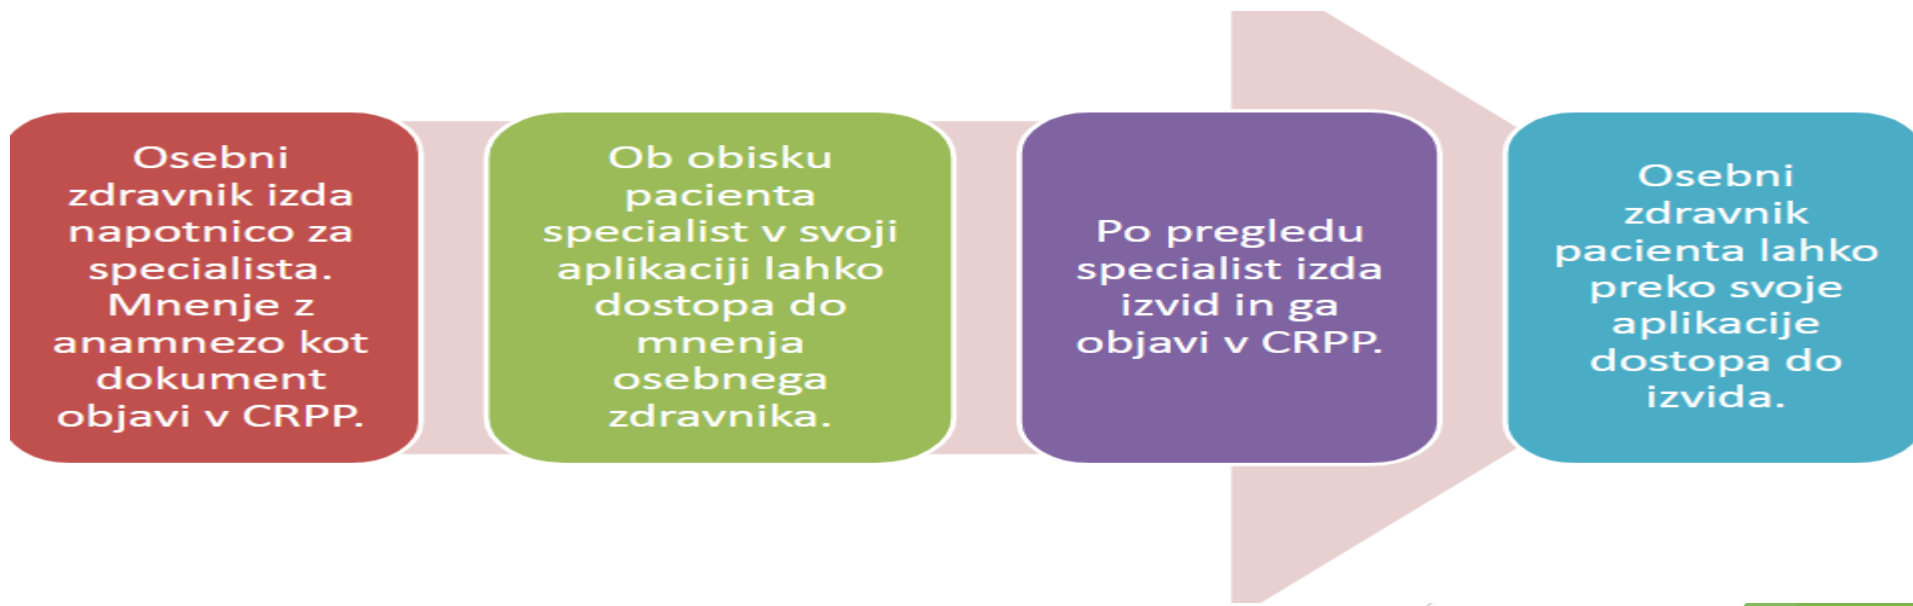 Osebni
zdravnik izda
napotnico za
specialista.
Mnenje z
anamnezo kot
dokument
objavi v CRPP.
Ob obisku
pacienta
specialist v svoji
aplikaciji lahko
dostopa do
mnenja
osebnega
zdravnika.
Po pregledu
specialist izda
izvid in ga
objavi v CRPP.
Osebni
zdravnik
pacienta lahko
preko svoje
aplikacije
dostopa do
izvida.